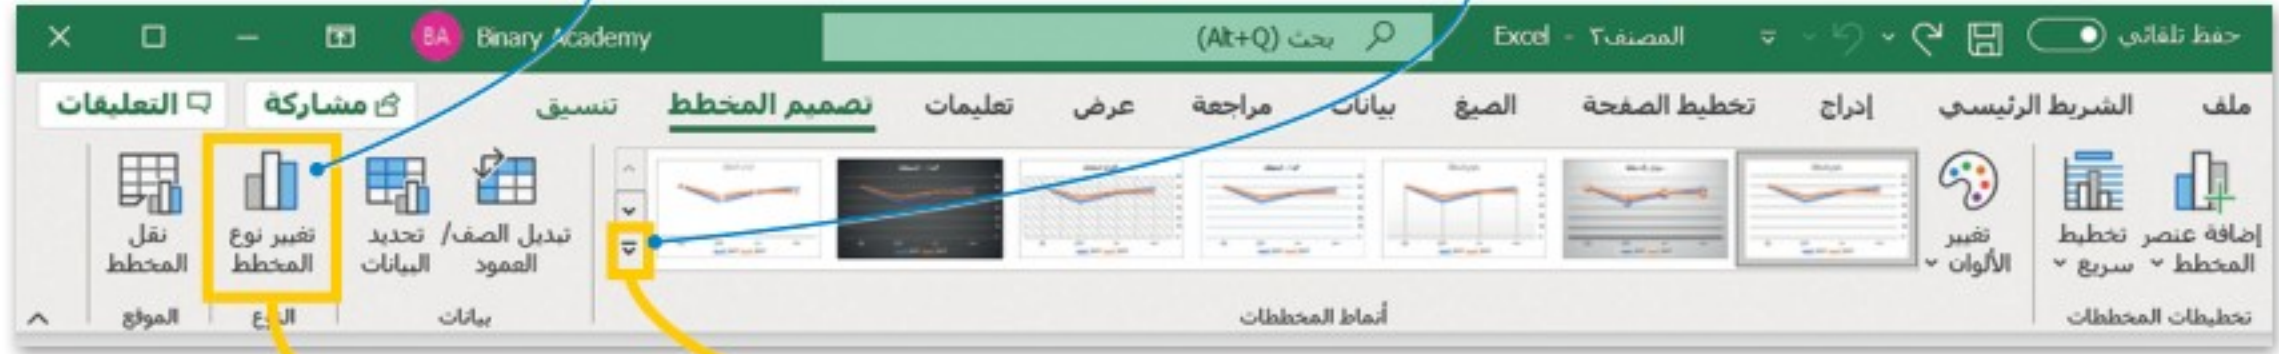 حفظ تلقائي
المصنف٣ - Excel
بحث (Alt+Q)
Binary Academy
BA
ملف
الشريط الرئيسي
إدراج
تخطيط الصفحة
الصيغ
بيانات
مراجعة
عرض
تعليمات
تصميم المخطط
تنسيق
مشاركة
التعليقات
إضافة عنصر
المخطط
تخطيط
سريع
تغيير
الألوان
تبديل الصف/
العمود
تحديد
البيانات
تغيير نوع
المخطط
نقل
المخطط
تخطيطات المخططات
أنماط المخططات
بيانات
النوع
الموقع